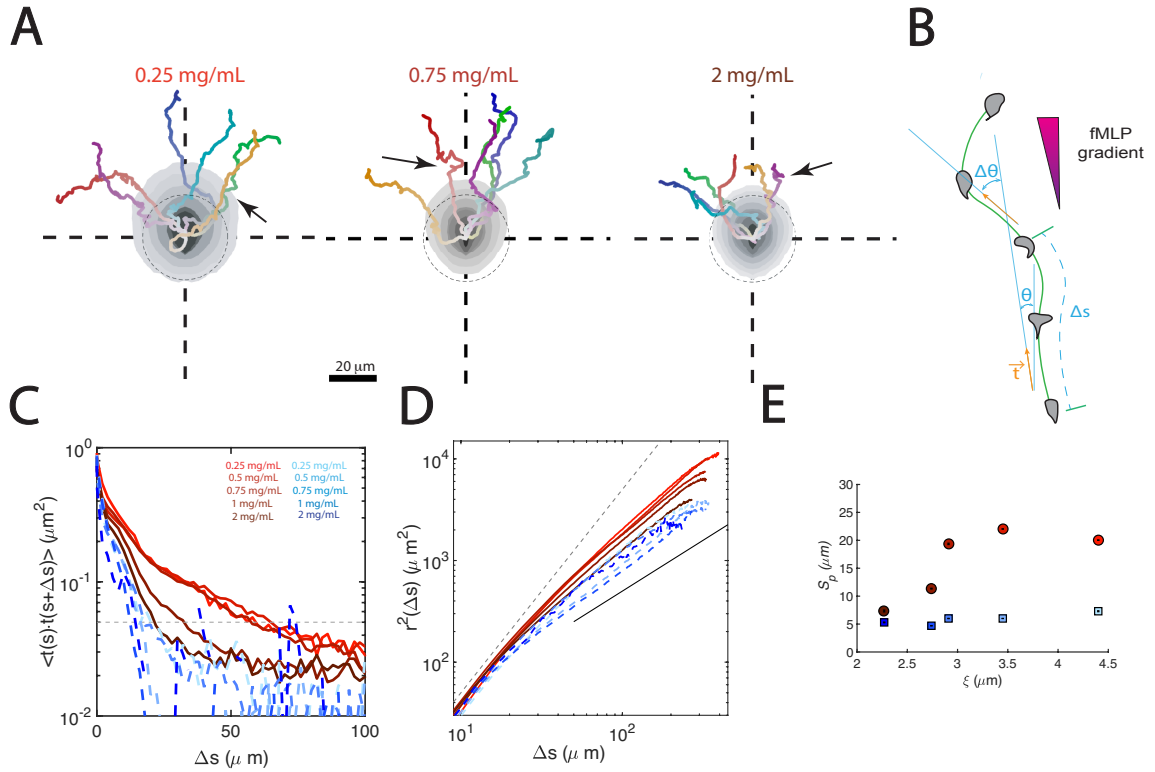 A
B
0.25 mg/mL
0.75 mg/mL
2 mg/mL
fMLP
gradient
Δθ
θ
Δs
t
20 μm
C
D
E
<t(s)·t(s+Δs)> (μm²)
10⁰
10⁻¹
10⁻²
0.25 mg/mL 0.25 mg/mL
0.5 mg/mL 0.5 mg/mL
0.75 mg/mL 0.75 mg/mL
1 mg/mL 1 mg/mL
2 mg/mL 2 mg/mL
0 50 100
Δs (μ m)
r²(Δs) (μ m²)
10⁴
10³
10²
10¹ 10²
Δs (μ m)
Sₚ (μm)
30
25
20
15
10
5
0
2 2.5 3 3.5 4 4.5
ξ (μm)